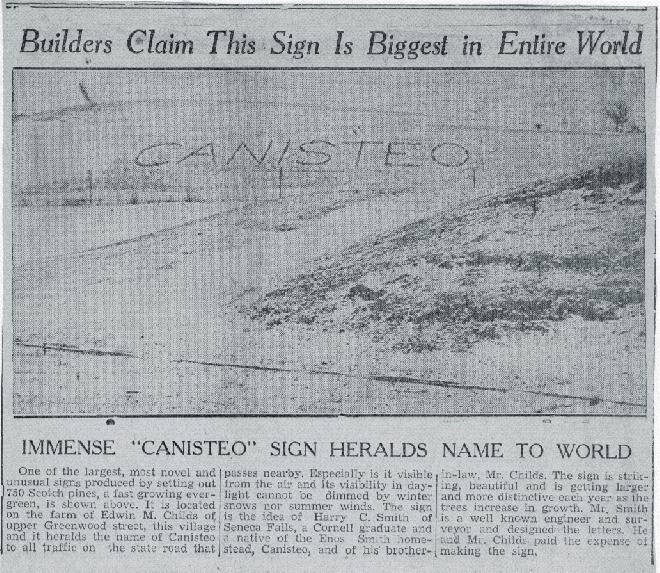 Builders Claim This Sign Is Biggest in Entire World
CANISTEO
IMMENSE "CANISTEO" SIGN HERALDS NAME TO WORLD
One of the largest, most novel and
unusual signs produced by setting out
750 Scotch pines, a fast growing ever-
green, is shown above. It is located
on the farm of Edwin M. Childs of
upper Greenwood street, this village
and it heralds the name of Canisteo
to all traffic on the state road that
passes nearby. Especially is it visible
from the air and its visibility in day-
light cannot be dimmed by winter
snows nor summer winds. The sign
is the idea of Harry C. Smith of
Seneca Falls, a Cornell graduate and
a native of the Enos Smith home-
stead, Canisteo, and of his brother-
in-law, Mr. Childs. The sign is strik-
ing, beautiful and is getting larger
and more distinctive each year as the
trees increase in growth. Mr. Smith
is a well known engineer and sur-
veyor and designed the letters. He
and Mr. Childs paid the expense of
making the sign.